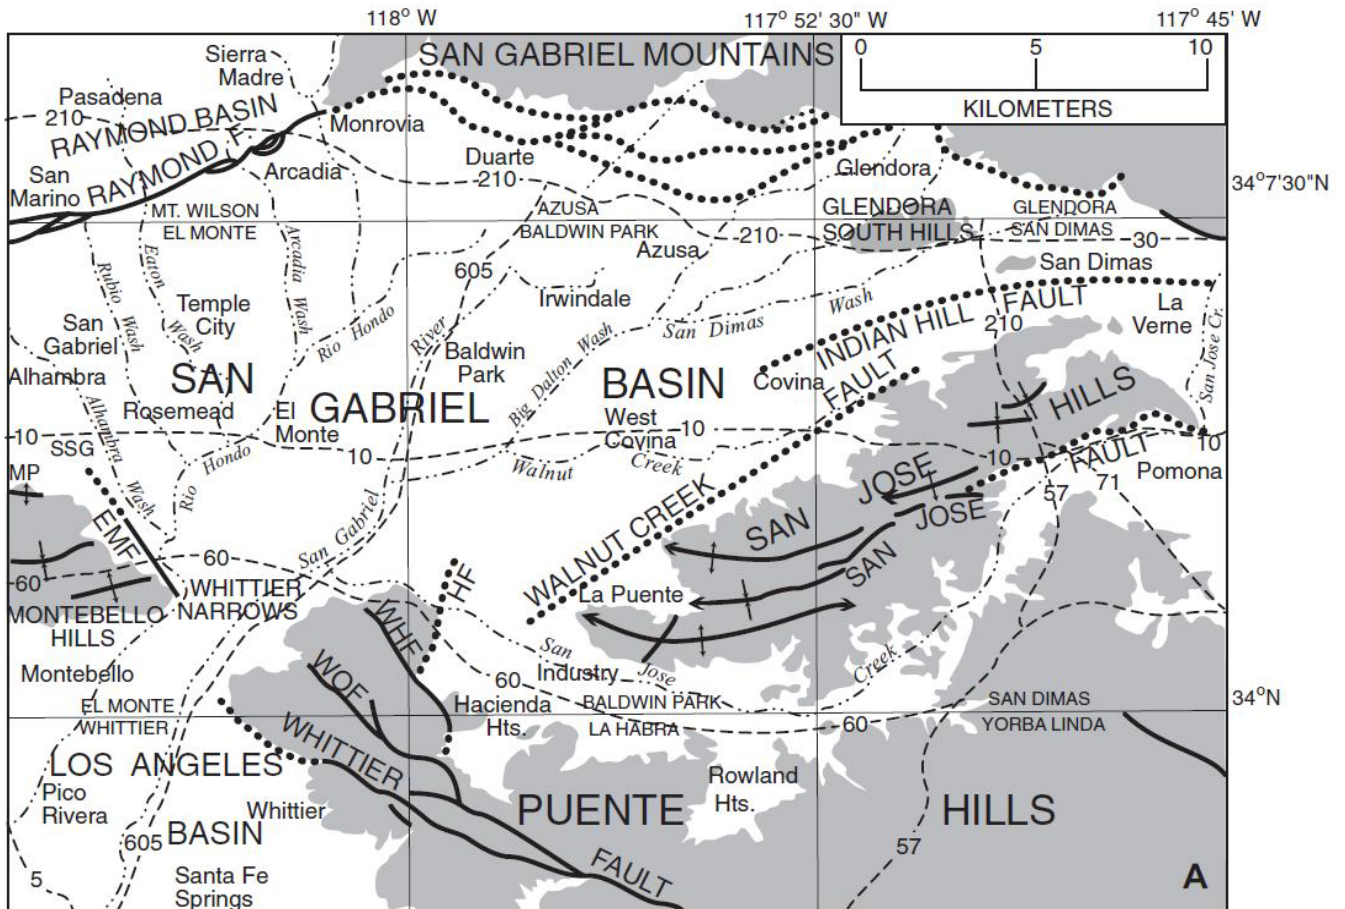 118° W
117° 52' 30" W
117° 45' W
SAN GABRIEL MOUNTAINS
0
5
10
KILOMETERS
Sierra
Madre
Pasadena
210
RAYMOND BASIN
RAYMOND F.
Monrovia
San
Marino
Arcadia
Duarte
210
Glendora
34°7'30"N
MT. WILSON
EL MONTE
AZUSA
BALDWIN PARK
GLENDORA
SOUTH HILLS
GLENDORA
SAN DIMAS
210
30
Azusa
San Dimas
Rubio
Wash
Eaton
Wash
Arcadia
Wash
Rio Hondo
605
River
Irwindale
San Dimas
Wash
INDIAN HILL
FAULT
210
La
Verne
San Jose Cr.
Temple
City
San
Gabriel
Alhambra
Baldwin
Park
Big Dalton Wash
SAN
GABRIEL
BASIN
Covina
FAULT
HILLS
Rosemead
El
Monte
West
Covina
10
10
10
10
10
SSG
MP
Alhambra
Wash
Rio
Hondo
Walnut
Creek
FAULT
Pomona
57
71
JOSE
JOSE
SAN
SAN
WALNUT CREEK
EMF
60
60
San Gabriel
WHITTIER
NARROWS
MONTEBELLO
HILLS
HF
WHF
La Puente
Montebello
WOF
San
Jose
Creek
Industry
60
Hacienda
Hts.
BALDWIN PARK
LA HABRA
60
SAN DIMAS
YORBA LINDA
34°N
EL MONTE
WHITTIER
WHITTIER
LOS ANGELES
BASIN
Pico
Rivera
Whittier
605
Rowland
Hts.
PUENTE
HILLS
57
Santa Fe
Springs
5
FAULT
A